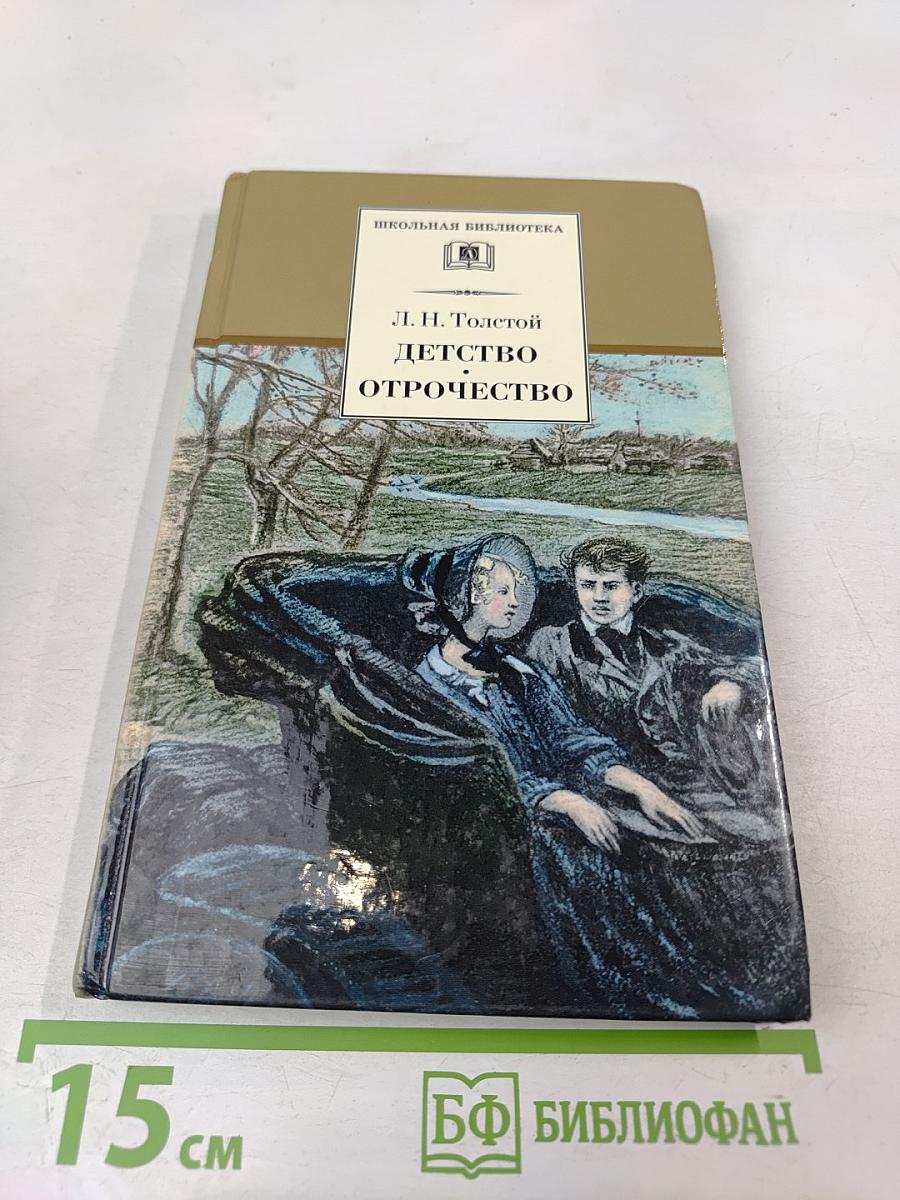 ШКОЛЬНАЯ БИБЛИОТЕКА
Л. Н. Толстой
ДЕТСТВО
•
ОТРОЧЕСТВО
15 см
БФ БИБЛИОФАН